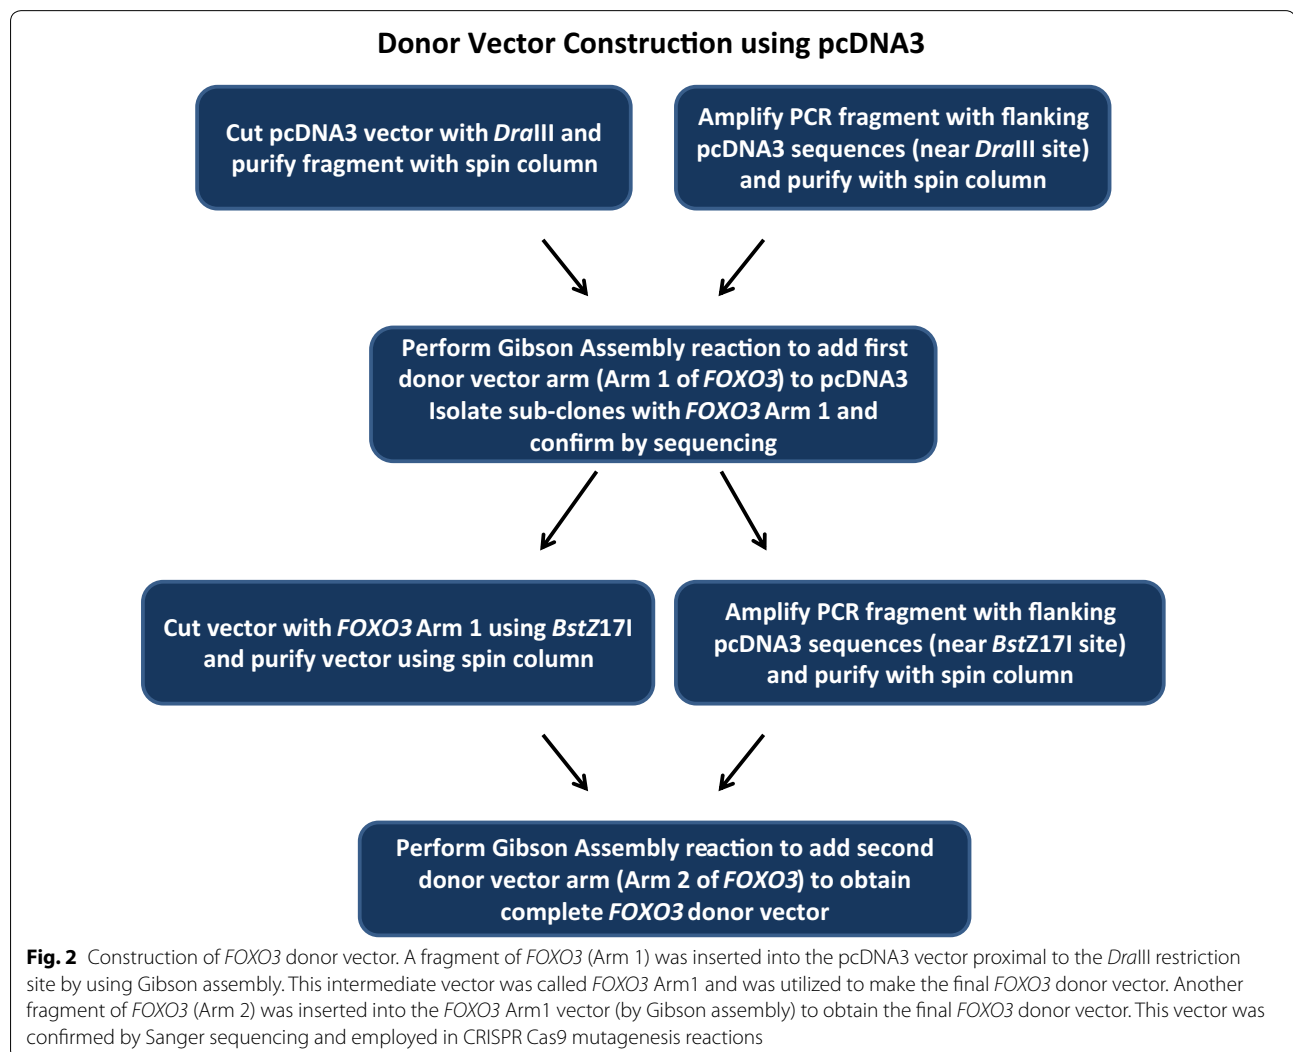 Donor Vector Construction using pcDNA3
Cut pcDNA3 vector with DraIII and
purify fragment with spin column
Amplify PCR fragment with flanking
pcDNA3 sequences (near DraIII site)
and purify with spin column
Perform Gibson Assembly reaction to add first
donor vector arm (Arm 1 of FOXO3) to pcDNA3
Isolate sub-clones with FOXO3 Arm 1 and
confirm by sequencing
Cut vector with FOXO3 Arm 1 using BstZ17I
and purify vector using spin column
Amplify PCR fragment with flanking
pcDNA3 sequences (near BstZ17I site)
and purify with spin column
Perform Gibson Assembly reaction to add second
donor vector arm (Arm 2 of FOXO3) to obtain
complete FOXO3 donor vector
Fig. 2 Construction of FOXO3 donor vector. A fragment of FOXO3 (Arm 1) was inserted into the pcDNA3 vector proximal to the DraIII restriction
site by using Gibson assembly. This intermediate vector was called FOXO3 Arm1 and was utilized to make the final FOXO3 donor vector. Another
fragment of FOXO3 (Arm 2) was inserted into the FOXO3 Arm1 vector (by Gibson assembly) to obtain the final FOXO3 donor vector. This vector was
confirmed by Sanger sequencing and employed in CRISPR Cas9 mutagenesis reactions